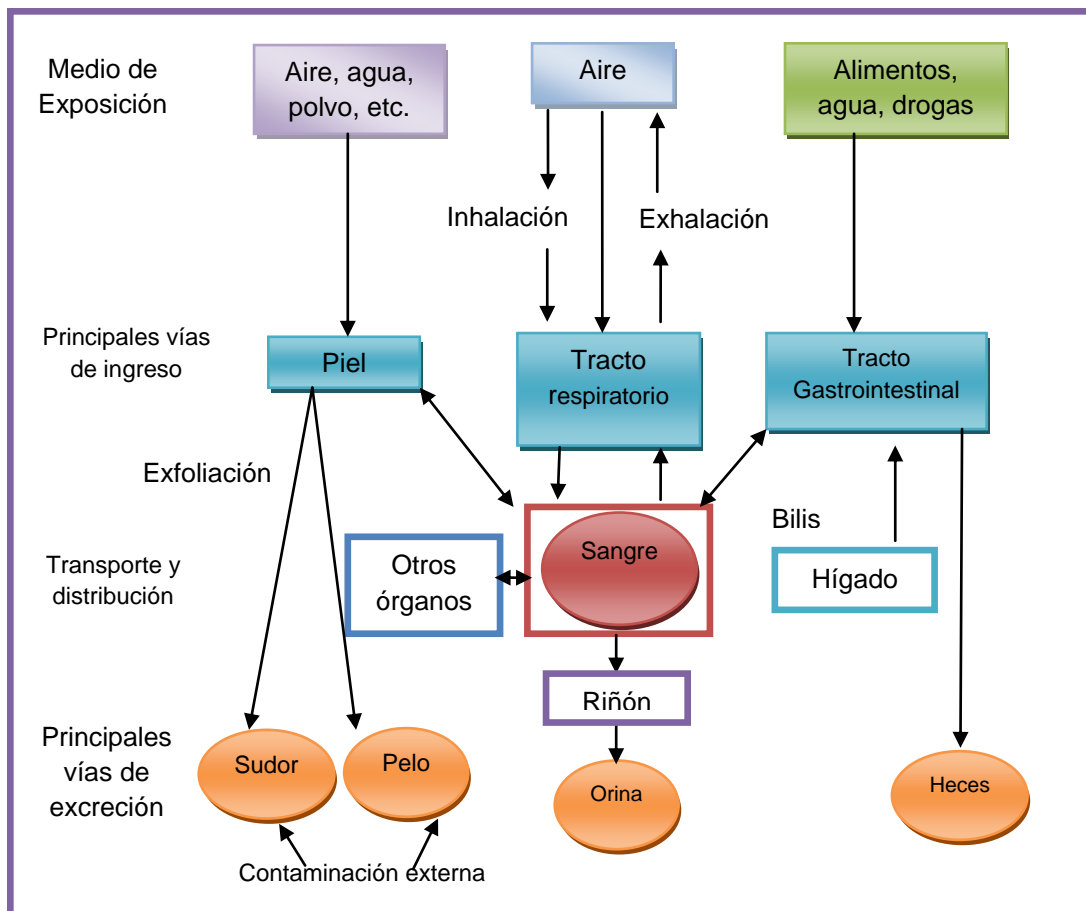 Medio de
Exposición
Aire, agua,
polvo, etc.
Aire
Alimentos,
agua, drogas
Inhalación
Exhalación
Principales vías
de ingreso
Piel
Tracto
respiratorio
Tracto
Gastrointestinal
Exfoliación
Transporte y
distribución
Otros
órganos
Sangre
Bilis
Hígado
Riñón
Principales
vías de
excreción
Sudor
Pelo
Orina
Heces
Contaminación externa